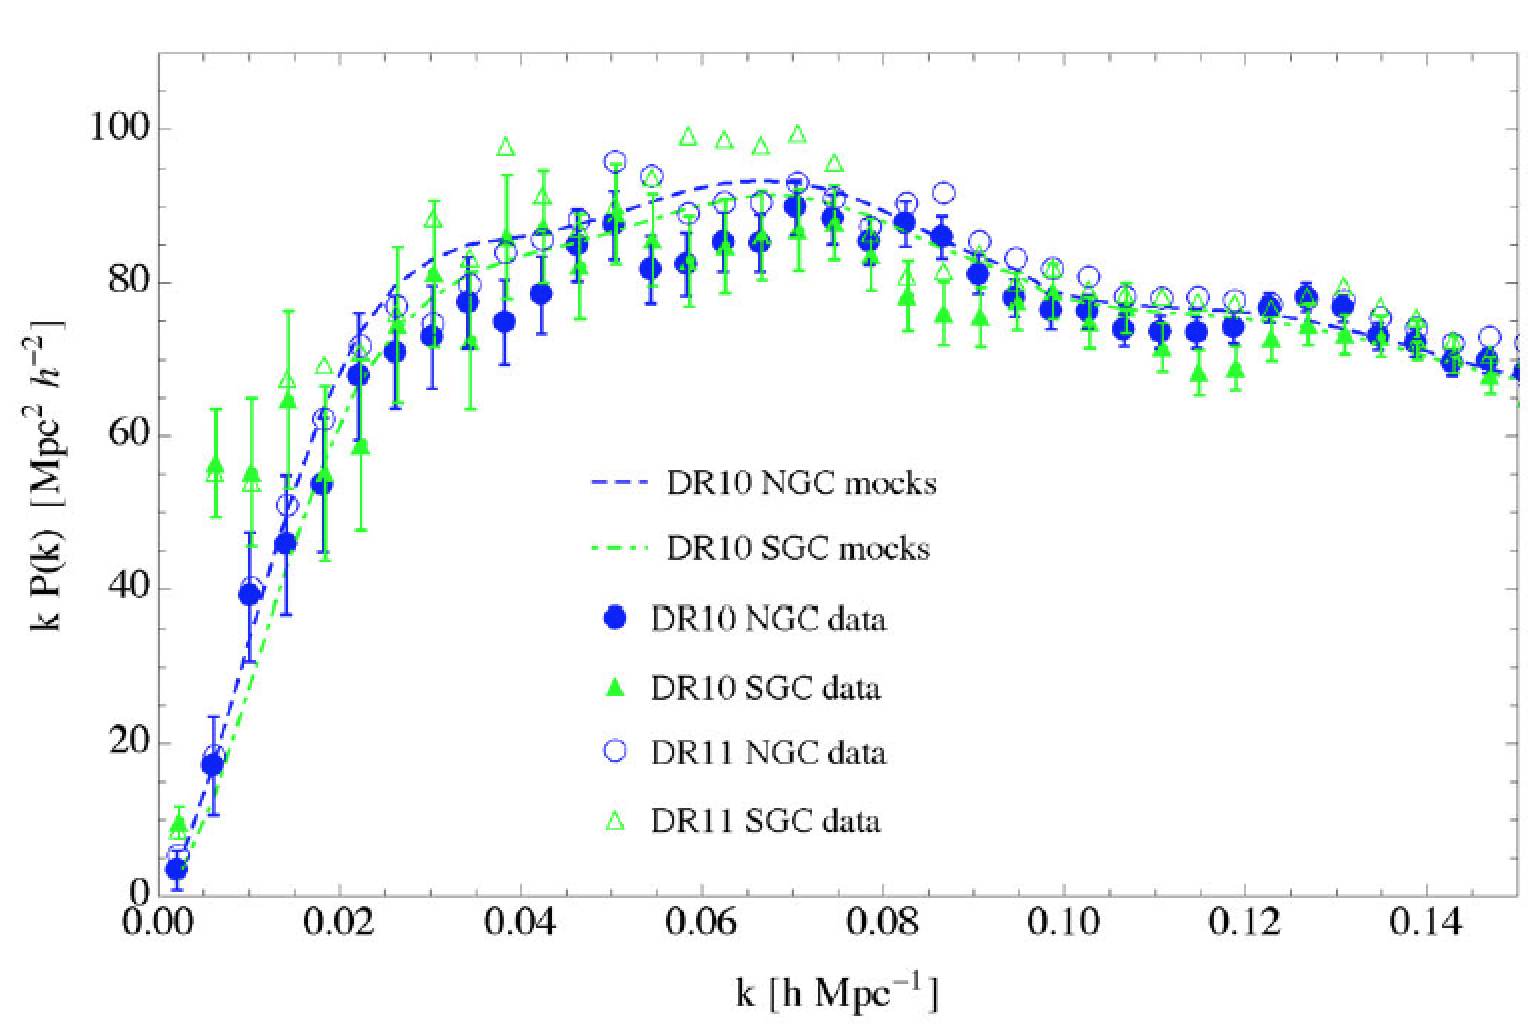 100
80
60
40
20
0
k P(k) [Mpc² h⁻²]
DR10 NGC mocks
DR10 SGC mocks
DR10 NGC data
DR10 SGC data
DR11 NGC data
DR11 SGC data
0.00 0.02 0.04 0.06 0.08 0.10 0.12 0.14
k [h Mpc⁻¹]